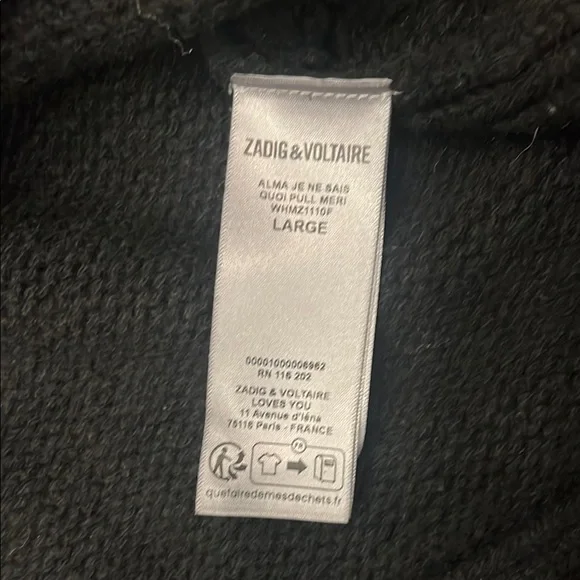 ZADIG & VOLTAIRE
ALMA JE NE SAIS
QUOI PULL MERI
WHMZ1110F
LARGE
00001000006962
RN 116 202
ZADIG & VOLTAIRE
LOVES YOU
11 Avenue d'Iéna
75116 Paris - FRANCE
FR
quefairedemesdechets.fr